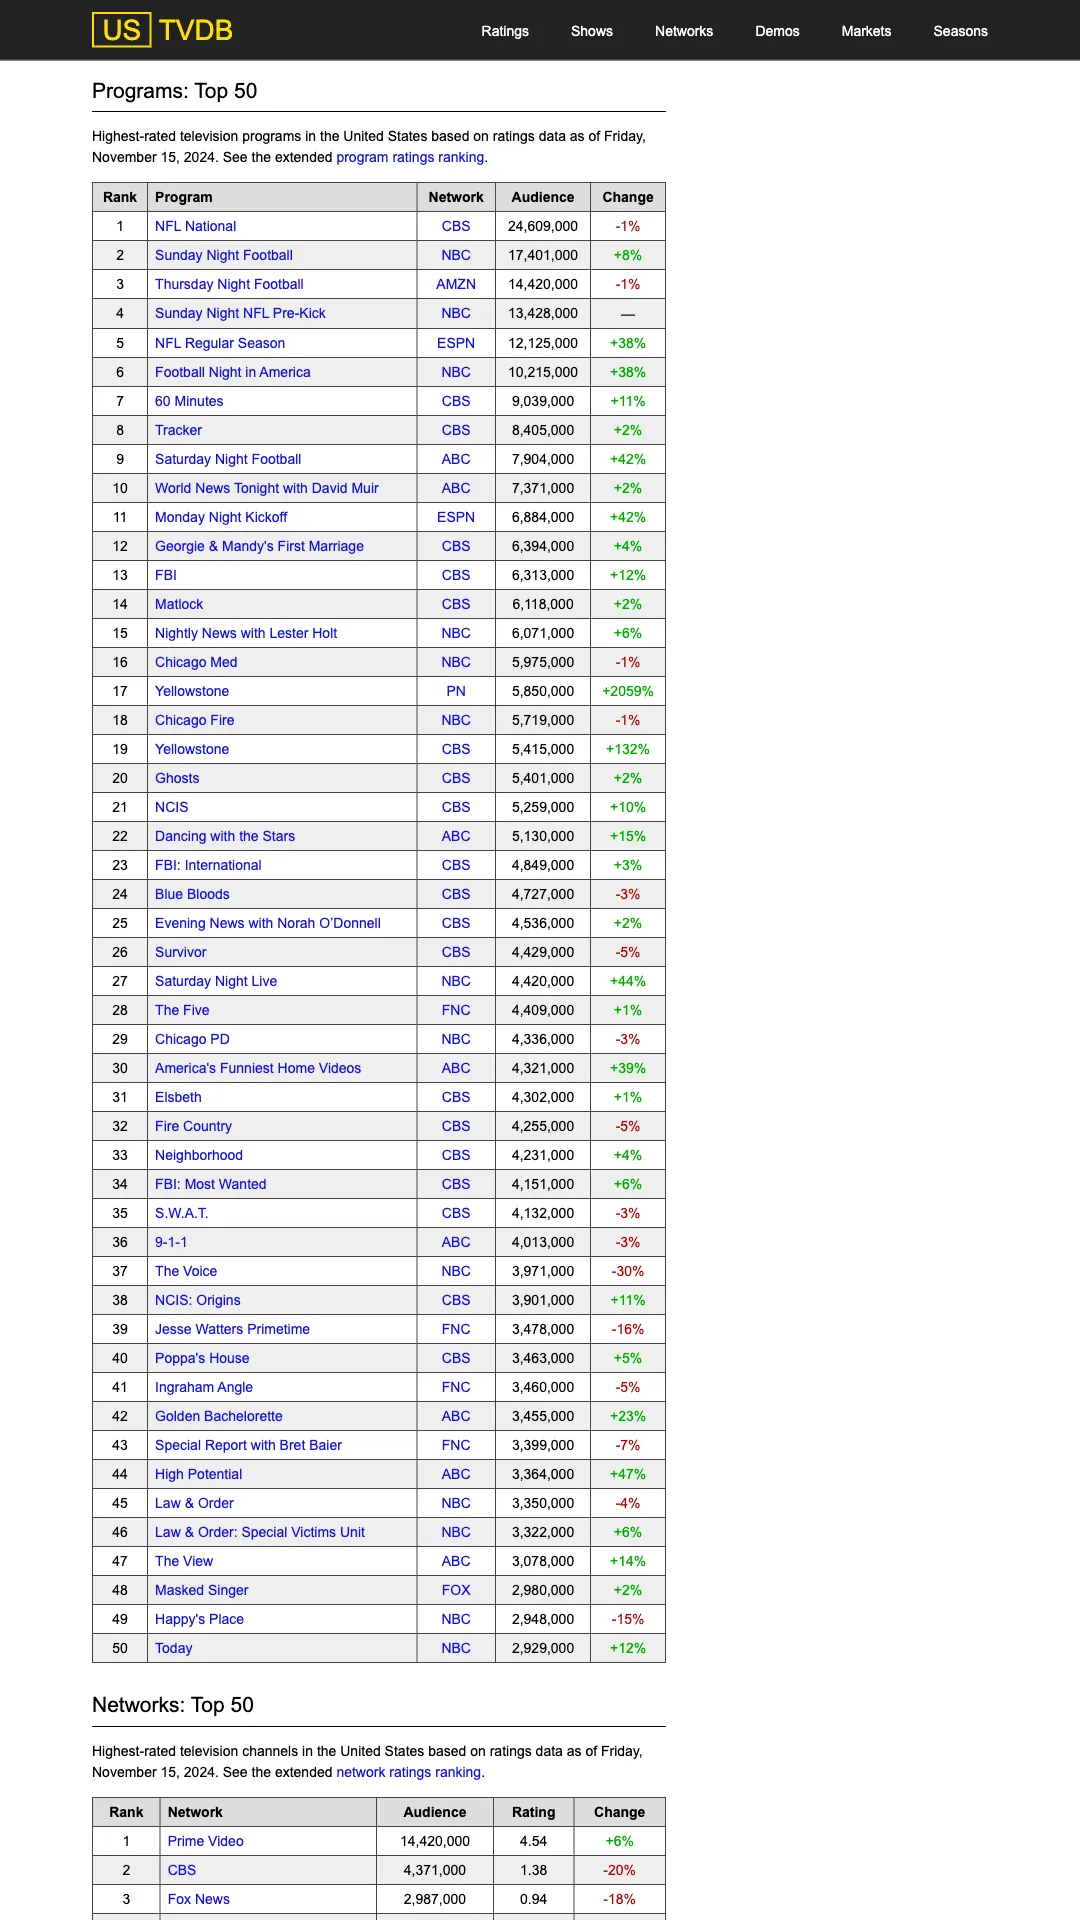 US TVDB Ratings Shows Networks Demos Markets Seasons
Programs: Top 50
Highest-rated television programs in the United States based on ratings data as of Friday,
November 15, 2024. See the extended program ratings ranking.
Rank Program Network Audience Change
1 NFL National CBS 24,609,000 -1%
2 Sunday Night Football NBC 17,401,000 +8%
3 Thursday Night Football AMZN 14,420,000 -1%
4 Sunday Night NFL Pre-Kick NBC 13,428,000 —
5 NFL Regular Season ESPN 12,125,000 +38%
6 Football Night in America NBC 10,215,000 +38%
7 60 Minutes CBS 9,039,000 +11%
8 Tracker CBS 8,405,000 +2%
9 Saturday Night Football ABC 7,904,000 +42%
10 World News Tonight with David Muir ABC 7,371,000 +2%
11 Monday Night Kickoff ESPN 6,884,000 +42%
12 Georgie & Mandy's First Marriage CBS 6,394,000 +4%
13 FBI CBS 6,313,000 +12%
14 Matlock CBS 6,118,000 +2%
15 Nightly News with Lester Holt NBC 6,071,000 +6%
16 Chicago Med NBC 5,975,000 -1%
17 Yellowstone PN 5,850,000 +2059%
18 Chicago Fire NBC 5,719,000 -1%
19 Yellowstone CBS 5,415,000 +132%
20 Ghosts CBS 5,401,000 +2%
21 NCIS CBS 5,259,000 +10%
22 Dancing with the Stars ABC 5,130,000 +15%
23 FBI: International CBS 4,849,000 +3%
24 Blue Bloods CBS 4,727,000 -3%
25 Evening News with Norah O’Donnell CBS 4,536,000 +2%
26 Survivor CBS 4,429,000 -5%
27 Saturday Night Live NBC 4,420,000 +44%
28 The Five FNC 4,409,000 +1%
29 Chicago PD NBC 4,336,000 -3%
30 America's Funniest Home Videos ABC 4,321,000 +39%
31 Elsbeth CBS 4,302,000 +1%
32 Fire Country CBS 4,255,000 -5%
33 Neighborhood CBS 4,231,000 +4%
34 FBI: Most Wanted CBS 4,151,000 +6%
35 S.W.A.T. CBS 4,132,000 -3%
36 9-1-1 ABC 4,013,000 -3%
37 The Voice NBC 3,971,000 -30%
38 NCIS: Origins CBS 3,901,000 +11%
39 Jesse Watters Primetime FNC 3,478,000 -16%
40 Poppa's House CBS 3,463,000 +5%
41 Ingraham Angle FNC 3,460,000 -5%
42 Golden Bachelorette ABC 3,455,000 +23%
43 Special Report with Bret Baier FNC 3,399,000 -7%
44 High Potential ABC 3,364,000 +47%
45 Law & Order NBC 3,350,000 -4%
46 Law & Order: Special Victims Unit NBC 3,322,000 +6%
47 The View ABC 3,078,000 +14%
48 Masked Singer FOX 2,980,000 +2%
49 Happy's Place NBC 2,948,000 -15%
50 Today NBC 2,929,000 +12%
Networks: Top 50
Highest-rated television channels in the United States based on ratings data as of Friday,
November 15, 2024. See the extended network ratings ranking.
Rank Network Audience Rating Change
1 Prime Video 14,420,000 4.54 +6%
2 CBS 4,371,000 1.38 -20%
3 Fox News 2,987,000 0.94 -18%